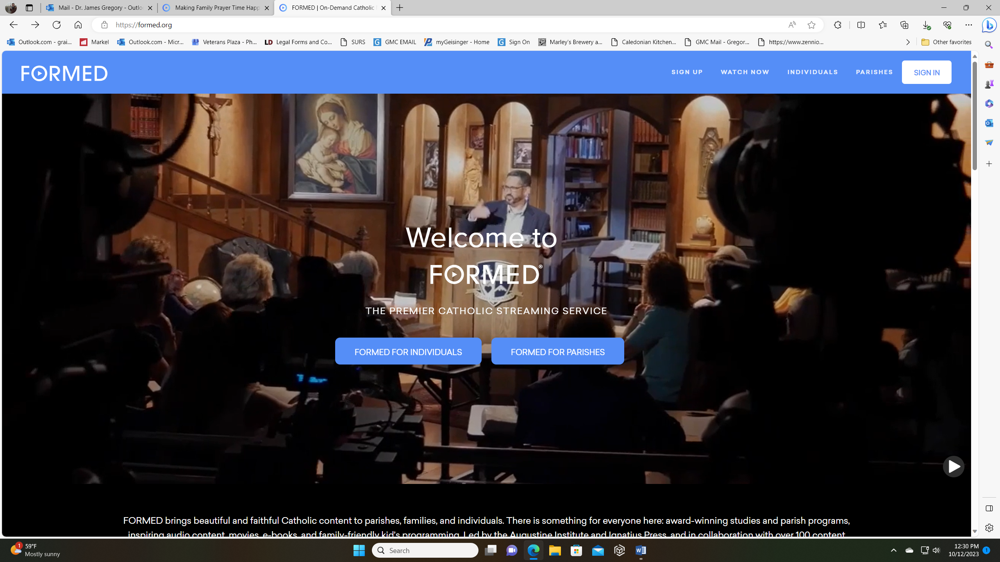 Mail - Dr. James Gregory - Outlo
Making Family Prayer Time Happ
FORMED | On-Demand Catholic
https://formed.org
Outlook.com - grai...
Markel
Outlook.com - Micr...
Veterans Plaza - Ph...
LD Legal Forms and Co...
SURS
G GMC EMAIL
myGeisinger - Home
G Sign On
Marley's Brewery a...
Caledonian Kitchen...
GMC Mail - Gregor...
https://www.zennio...
Other favorites
FORMED
SIGN UP
WATCH NOW
INDIVIDUALS
PARISHES
SIGN IN
Welcome to
FORMED®
THE PREMIER CATHOLIC STREAMING SERVICE
FORMED FOR INDIVIDUALS
FORMED FOR PARISHES
FORMED brings beautiful and faithful Catholic content to parishes, families, and individuals. There is something for everyone here: award-winning studies and parish programs,
inspiring audio content, movies, e-books, and family-friendly kid's programming. Led by the Augustine Institute and Ignatius Press, and in collaboration with over 100 content
1
59°F
Mostly sunny
Search
12:30 PM
10/12/2023
1